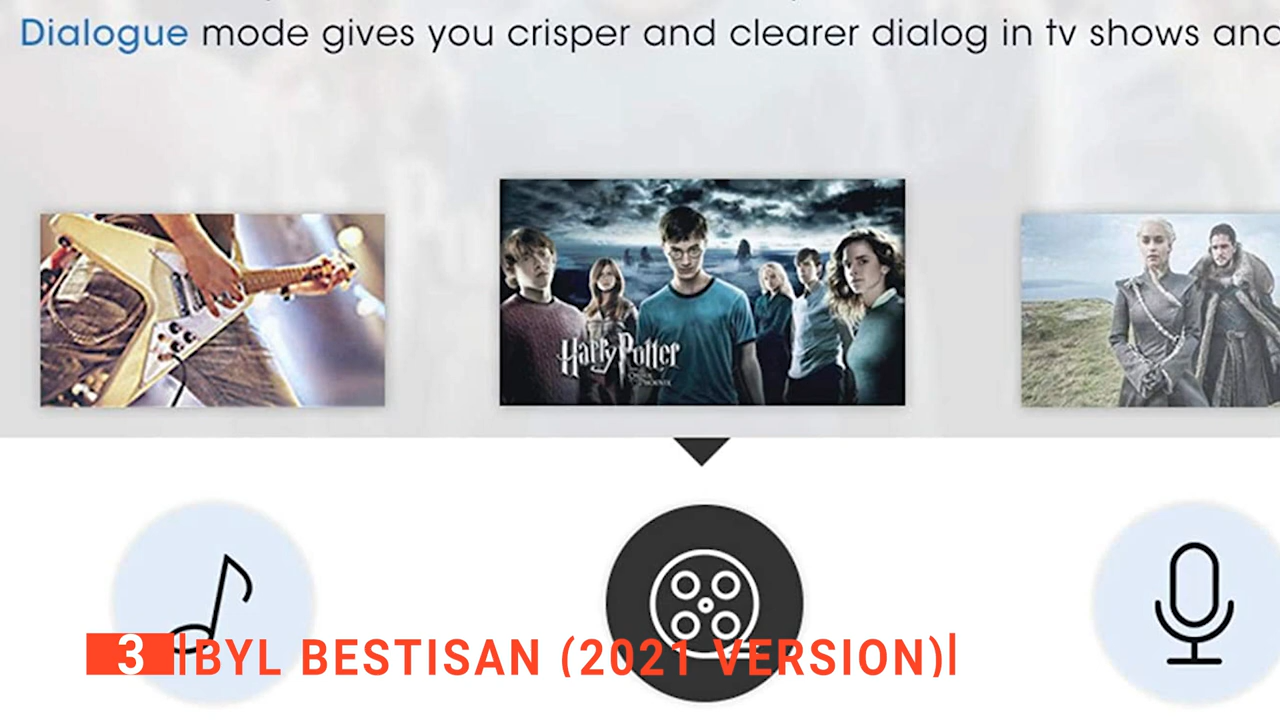 Dialogue mode gives you crisper and clearer dialog in tv shows and
Harry Potter
3 |BYL BESTISAN (2021 VERSION)|